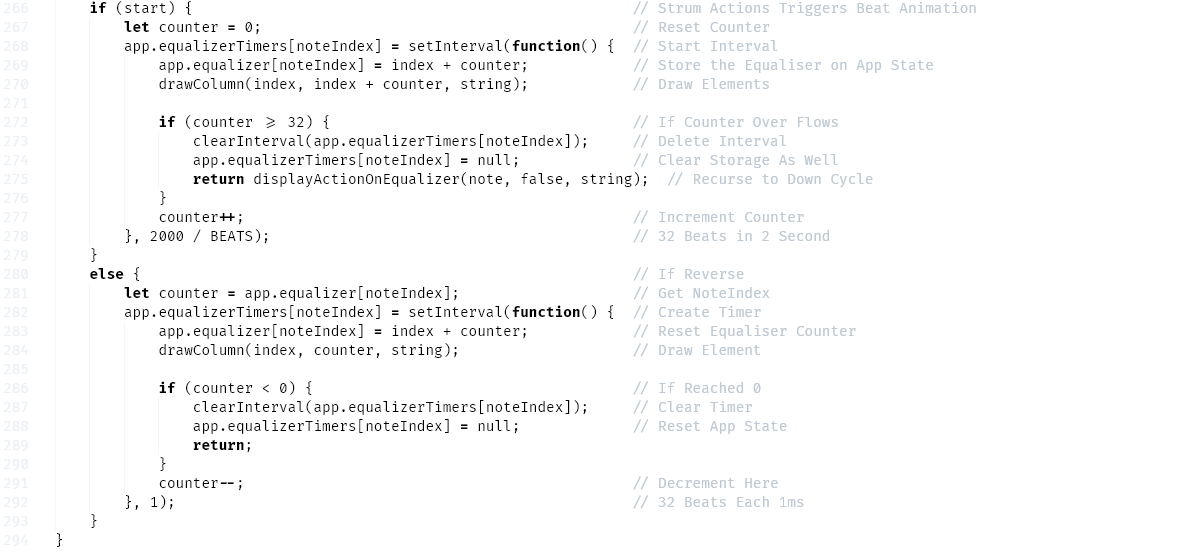 266 if (start) { // Strum Actions Triggers Beat Animation
267 let counter = 0; // Reset Counter
268 app.equalizerTimers[noteIndex] = setInterval(function() { // Start Interval
269 app.equalizer[noteIndex] = index + counter; // Store the Equaliser on App State
270 drawColumn(index, index + counter, string); // Draw Elements
271
272 if (counter >= 32) { // If Counter Over Flows
273 clearInterval(app.equalizerTimers[noteIndex]); // Delete Interval
274 app.equalizerTimers[noteIndex] = null; // Clear Storage As Well
275 return displayActionOnEqualizer(note, false, string); // Recurse to Down Cycle
276 }
277 counter++; // Increment Counter
278 }, 2000 / BEATS); // 32 Beats in 2 Second
279 }
280 else { // If Reverse
281 let counter = app.equalizer[noteIndex]; // Get NoteIndex
282 app.equalizerTimers[noteIndex] = setInterval(function() { // Create Timer
283 app.equalizer[noteIndex] = index + counter; // Reset Equaliser Counter
284 drawColumn(index, counter, string); // Draw Element
285
286 if (counter < 0) { // If Reached 0
287 clearInterval(app.equalizerTimers[noteIndex]); // Clear Timer
288 app.equalizerTimers[noteIndex] = null; // Reset App State
289 return;
290 }
291 counter--; // Decrement Here
292 }, 1); // 32 Beats Each 1ms
293 }
294 }